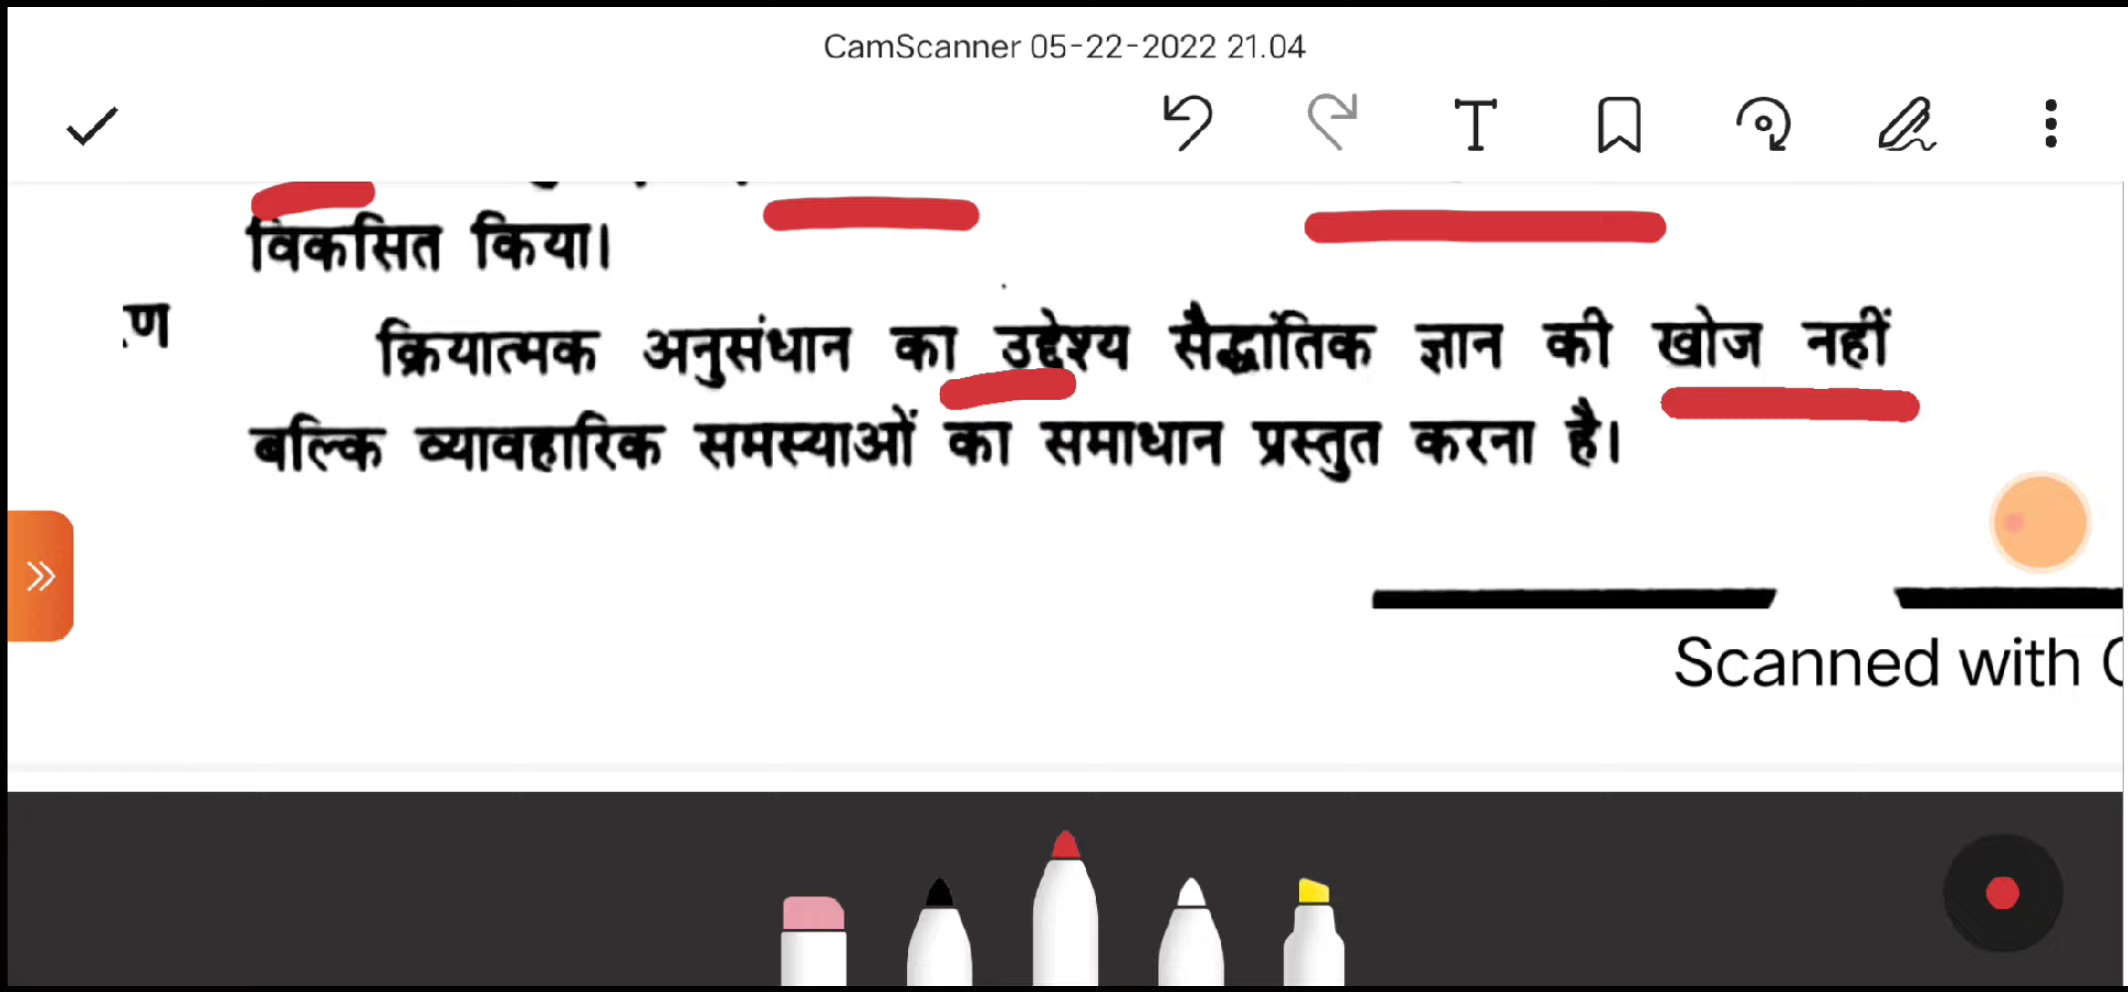 CamScanner 05-22-2022 21.04
विकसित किया।
रण
क्रियात्मक अनुसंधान का उद्देश्य सैद्धांतिक ज्ञान की खोज नहीं
बल्कि व्यावहारिक समस्याओं का समाधान प्रस्तुत करना है।
Scanned with C